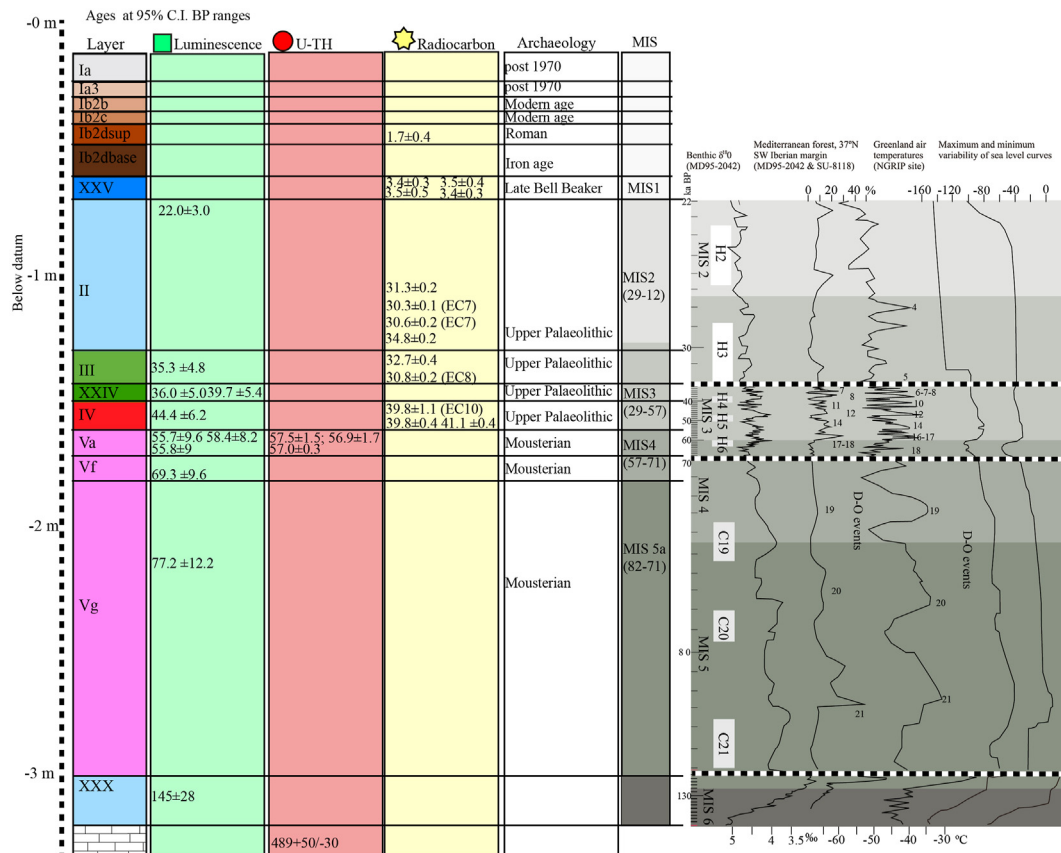 -0 m
Ages at 95% C.I. BP ranges
Layer
Luminescence
U-TH
Radiocarbon
Archaeology
MIS
Ia
post 1970
Ia3
post 1970
Ib2b
Modern age
Ib2c
Modern age
Ib2dsup
1.7±0.4
Roman
Ib2dbase
Iron age
XXV
3.4±0.3 3.5±0.4
3.5±0.5 3.4±0.3
Late Bell Beaker
MIS1
22.0±3.0
Below datum
-1 m
II
31.3±0.2
30.3±0.1 (EC7)
30.6±0.2 (EC7)
34.8±0.2
Upper Palaeolithic
MIS2
(29-12)
III
35.3 ±4.8
32.7±0.4
30.8±0.2 (EC8)
Upper Palaeolithic
XXIV
36.0 ±5.0 39.7 ±5.4
Upper Palaeolithic
MIS3
(29-57)
IV
44.4 ±6.2
39.8±1.1 (EC10)
39.8±0.4 41.1 ±0.4
Upper Palaeolithic
Va
55.7±9.6 58.4±8.2
55.8±9
57.5±1.5; 56.9±1.7
57.0±0.3
Mousterian
MIS4
(57-71)
Vf
69.3 ±9.6
Mousterian
-2 m
77.2 ±12.2
Vg
Mousterian
MIS 5a
(82-71)
-3 m
XXX
145±28
489+50/-30
Benthic δ¹⁸0
(MD95-2042)
Mediterranean forest, 37ºN
SW Iberian margin
(MD95-2042 & SU-8118)
Greenland air
temperatures
(NGRIP site)
Maximum and minimum
variability of sea level curves
ka BP
0 20 40 %
-160 -120 -80 -40 0
22
30
40
50
60
70
80
130
MIS 2
H2
H3
MIS 3
H4
H5
H6
MIS 4
C19
C20
MIS 5
C21
MIS 6
7
8
11
12
14
17-18
19
20
21
D-O events
4
5
6-7-8
10
12
14
16-17
18
19
20
21
D-O events
5 4 3.5‰ -60 -50 -40 -30 ºC